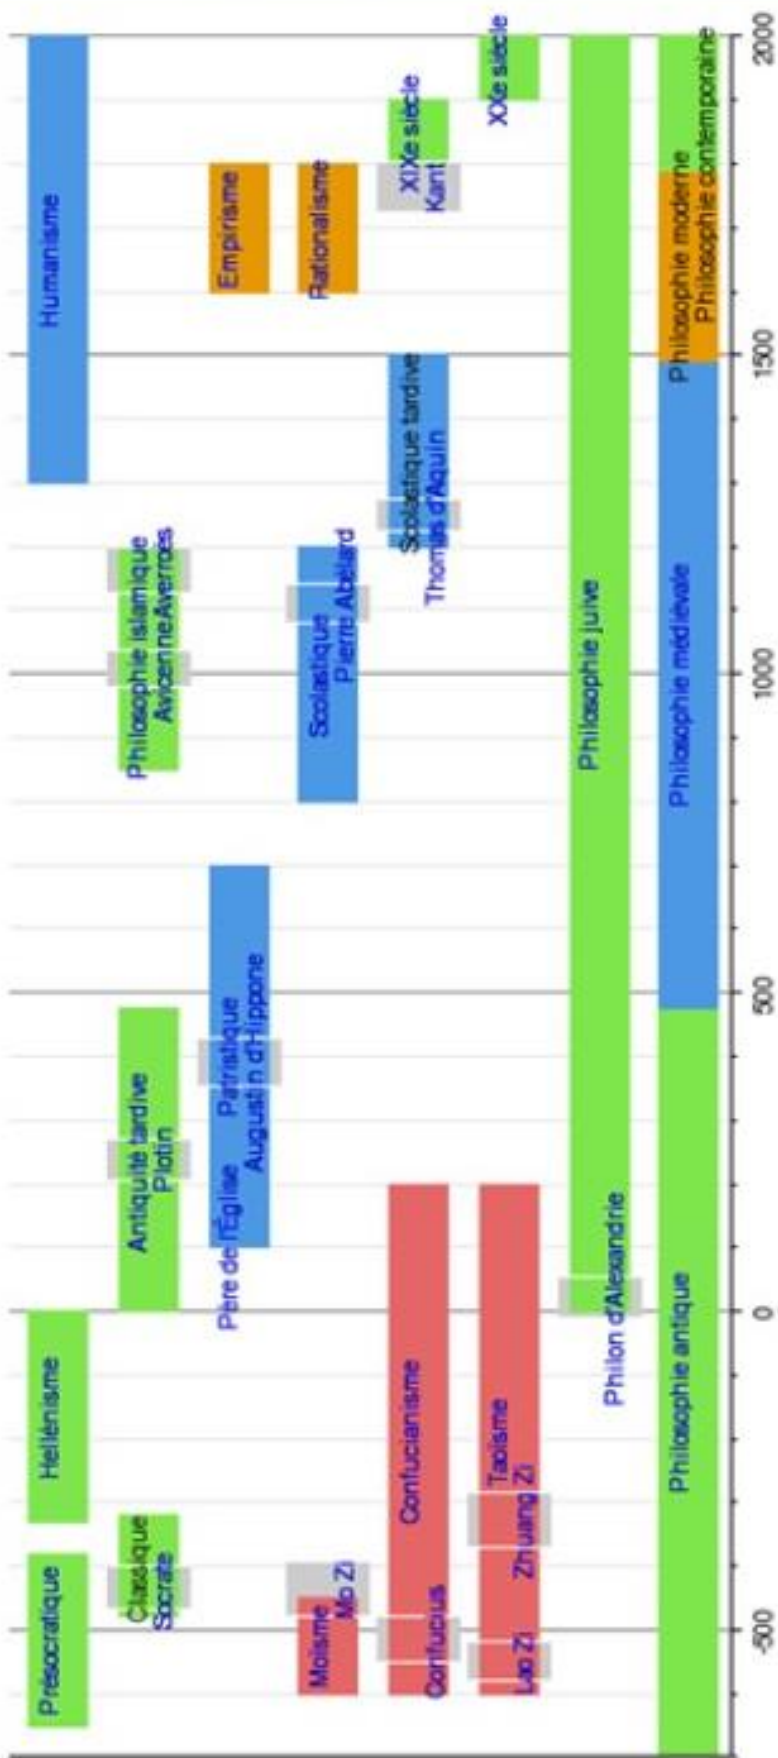 Présocratique
Hellénisme
Humanisme
Classique
Socrate
Antiquité tardive
Plotin
Philosophie islamique
Avicenne
Averroès
Père de l'Église
Patristique
Augustin d'Hippone
Empirisme
Moïsme
Mo Zi
Scolastique
Pierre Abélard
Rationalisme
Confucius
Confucianisme
Scolastique tardive
Thomas d'Aquin
XIXe siècle
Kant
Lao Zi
Taoïsme
Zhuang Zi
XXe siècle
Philon d'Alexandrie
Philosophie juive
Philosophie antique
Philosophie médiévale
Philosophie moderne
Philosophie contemporaine
-500
0
500
1000
1500
2000